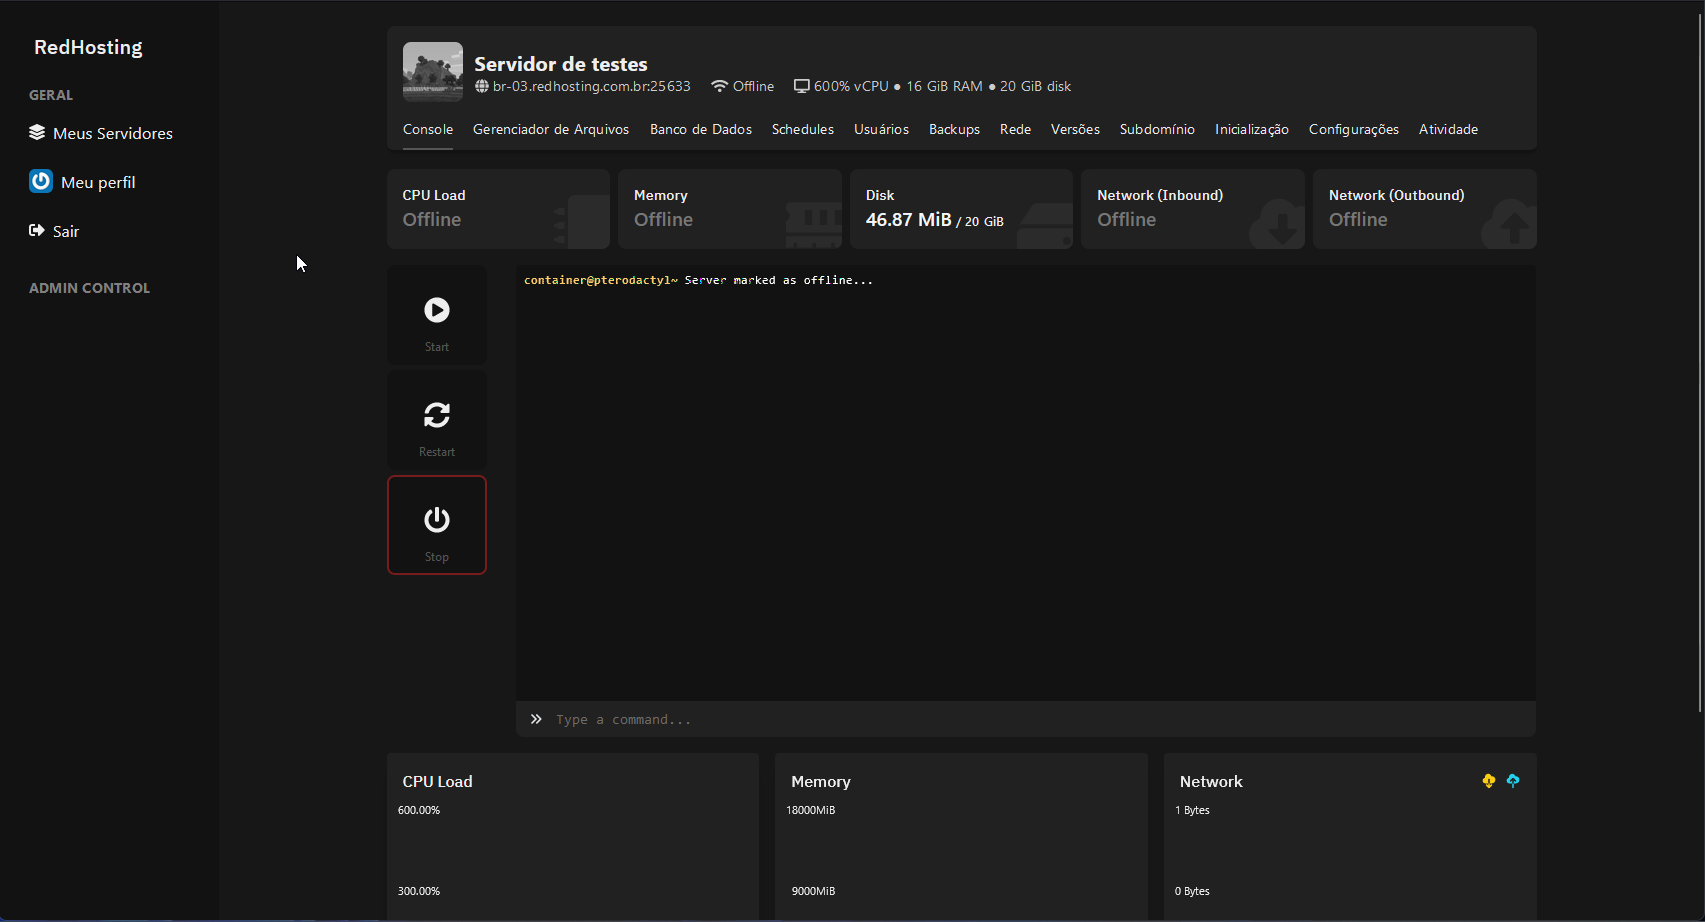 RedHosting
GERAL
Meus Servidores
Meu perfil
Sair
ADMIN CONTROL
Servidor de testes
br-03.redhosting.com.br:25633 Offline 600% vCPU ● 16 GiB RAM ● 20 GiB disk
Console Gerenciador de Arquivos Banco de Dados Schedules Usuários Backups Rede Versões Subdomínio Inicialização Configurações Atividade
CPU Load
Offline
Memory
Offline
Disk
46.87 MiB / 20 GiB
Network (Inbound)
Offline
Network (Outbound)
Offline
Start
Restart
Stop
container@pterodactyl~ Server marked as offline...
Type a command...
CPU Load
600.00%
300.00%
Memory
18000MiB
9000MiB
Network
1 Bytes
0 Bytes